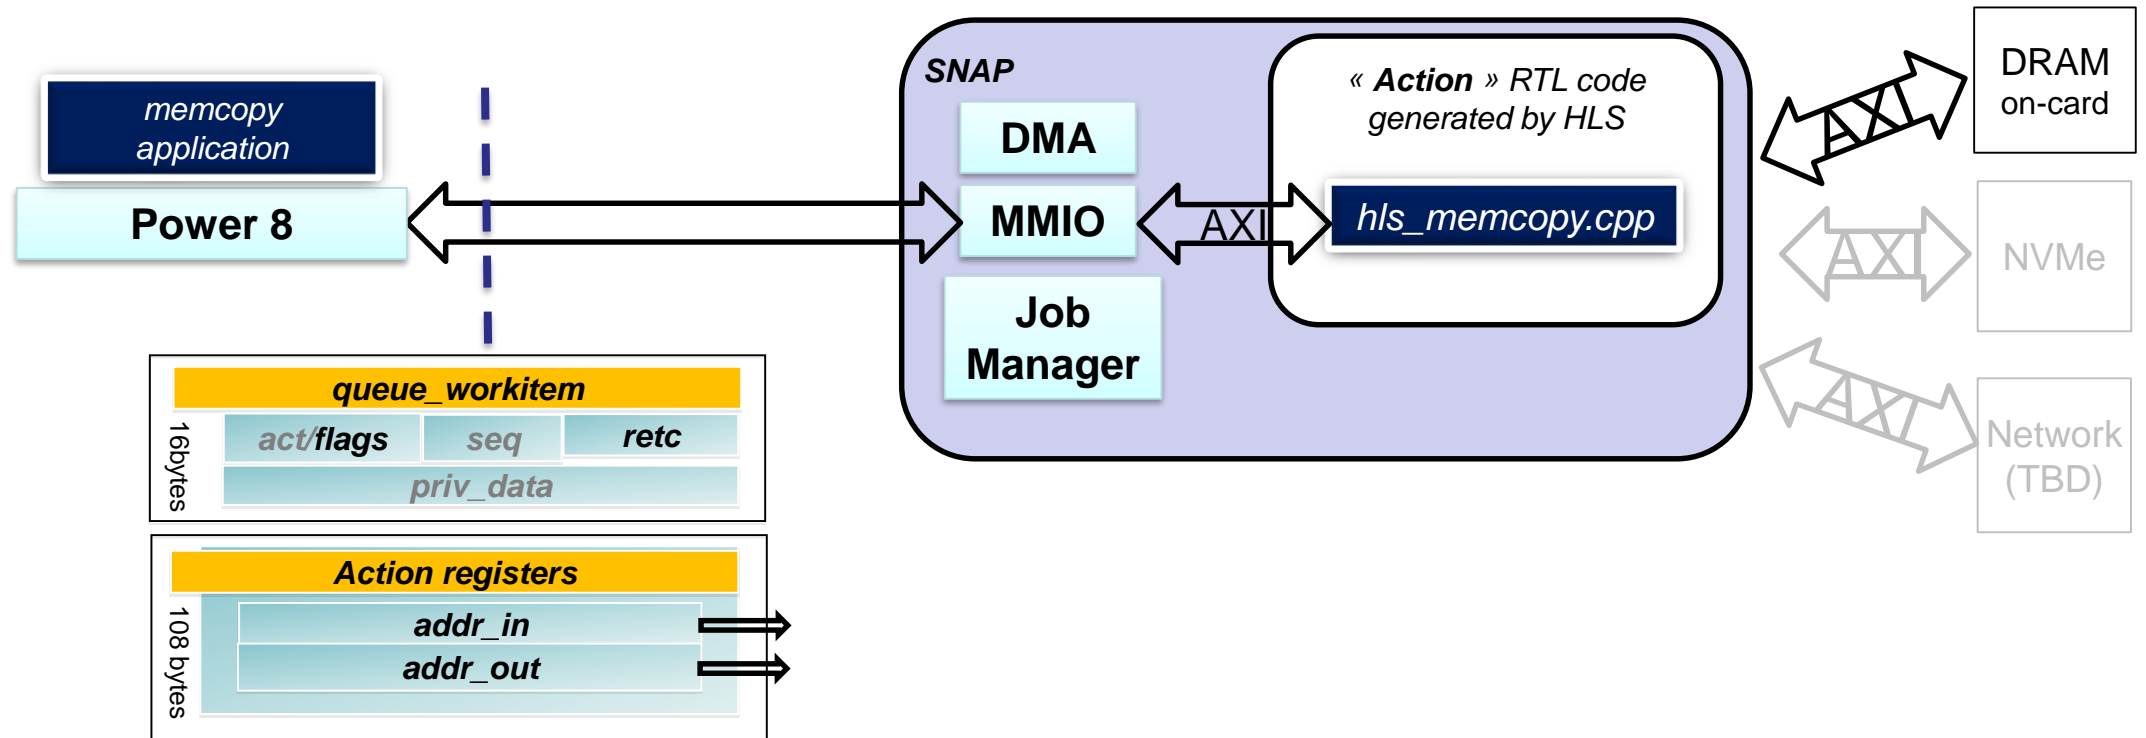 memcopy
application
Power 8
SNAP
DMA
MMIO
Job
Manager
« Action » RTL code
generated by HLS
AXI
hls_memcopy.cpp
AXI
DRAM
on-card
AXI
NVMe
AXI
Network
(TBD)
queue_workitem
16bytes
act/flags
seq
retc
priv_data
Action registers
108 bytes
addr_in
addr_out